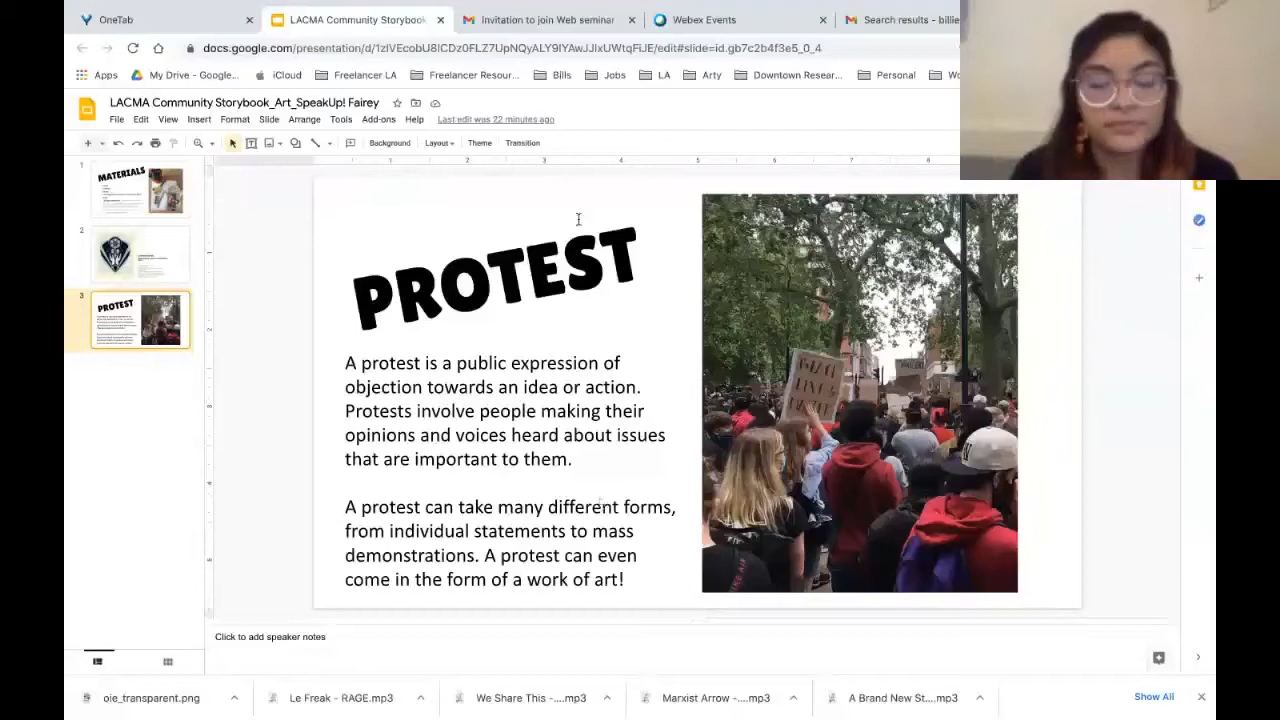 OneTab
LACMA Community Storybook
Invitation to join Web seminar
Webex Events
Search results - billie
docs.google.com/presentation/d/1zIVEcobU8ICDz0FLZ7UpNQyALY9IYAwJJIxUWtqFiJE/edit#slide=id.gb7c2b4f3e5_0_4
Apps
My Drive - Google...
iCloud
Freelancer LA
Freelancer Resour...
Bills
Jobs
LA
Arty
Downtown Resear...
Personal
LACMA Community Storybook_Art_SpeakUp! Fairey
File Edit View Insert Format Slide Arrange Tools Add-ons Help Last edit was 22 minutes ago
Background Layout Theme Transition
1
MATERIALS
2
3
PROTEST
PROTEST
A protest is a public expression of
objection towards an idea or action.
Protests involve people making their
opinions and voices heard about issues
that are important to them.
A protest can take many different forms,
from individual statements to mass
demonstrations. A protest can even
come in the form of a work of art!
Click to add speaker notes
oie_transparent.png
Le Freak - RAGE.mp3
We Share This -....mp3
Marxist Arrow -....mp3
A Brand New St....mp3
Show All